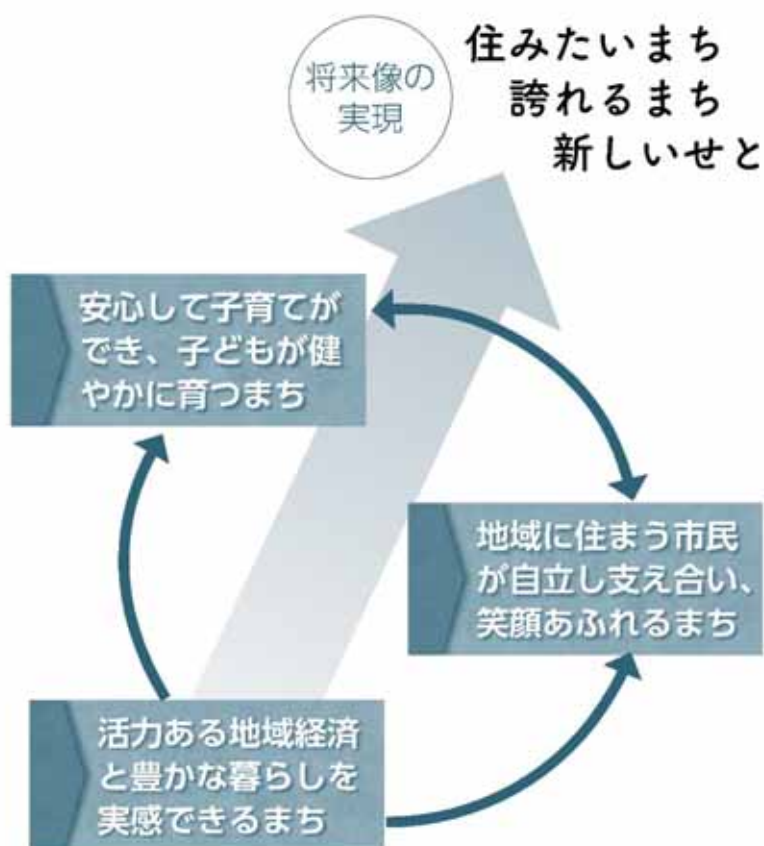 将来像の
実現
住みたいまち
誇れるまち
新しいせと
安心して子育てが
でき、子どもが健
やかに育つまち
地域に住まう市民
が自立し支え合い、
笑顔あふれるまち
活力ある地域経済
と豊かな暮らしを
実感できるまち